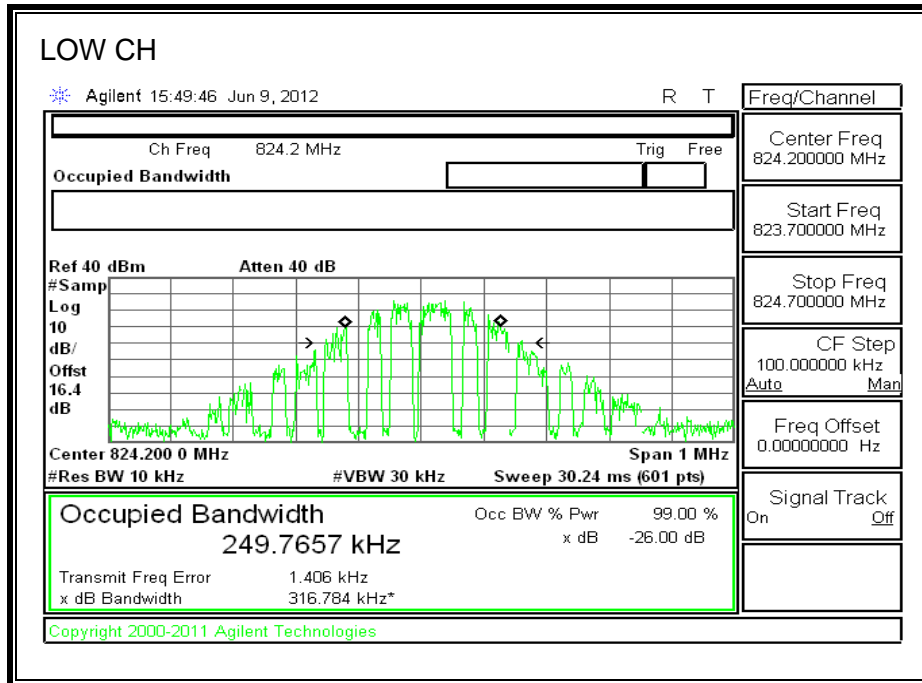 LOW CH
Agilent 15:49:46 Jun 9, 2012 R T
Freq/Channel
Ch Freq 824.2 MHz Trig Free
Occupied Bandwidth
Center Freq
824.200000 MHz
Start Freq
823.700000 MHz
Stop Freq
824.700000 MHz
CF Step
100.000000 kHz
Auto Man
Freq Offset
0.00000000 Hz
Signal Track
On Off
Ref 40 dBm Atten 40 dB
#Samp
Log
10
dB/
Offst
16.4
dB
Center 824.200 0 MHz Span 1 MHz
#Res BW 10 kHz #VBW 30 kHz Sweep 30.24 ms (601 pts)
Occupied Bandwidth Occ BW % Pwr 99.00 %
249.7657 kHz x dB -26.00 dB
Transmit Freq Error 1.406 kHz
x dB Bandwidth 316.784 kHz*
Copyright 2000-2011 Agilent Technologies